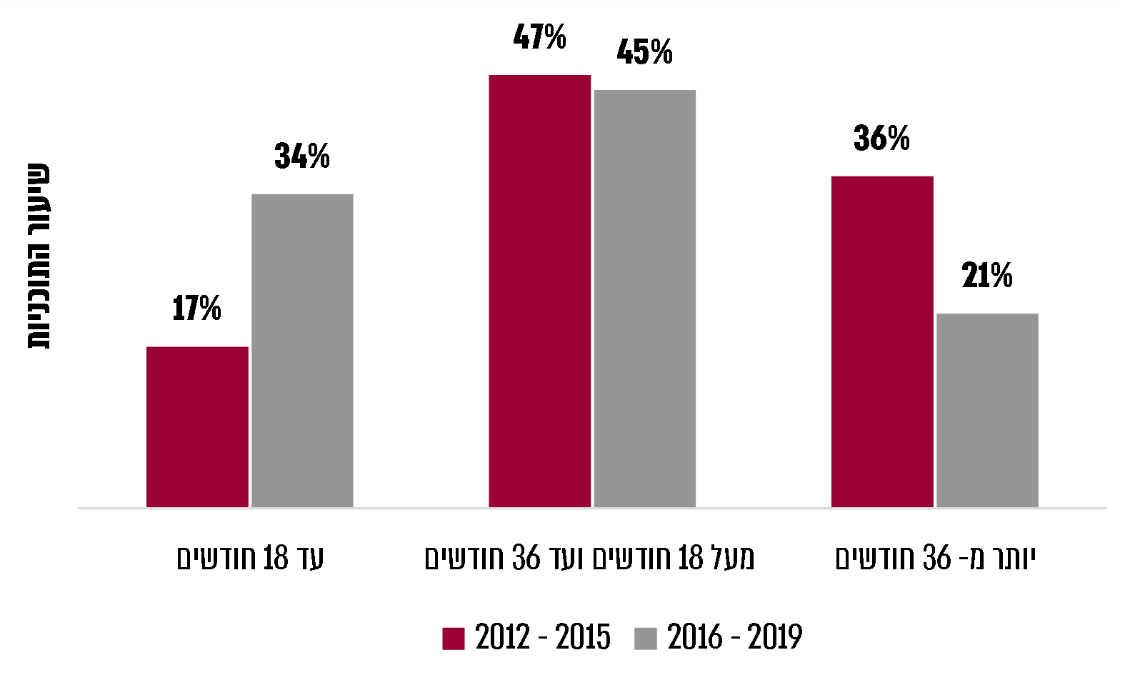 47%
45%
36%
34%
21%
17%
שיעור התוכניות
עד 18 חודשים
מעל 18 חודשים ועד 36 חודשים
יותר מ- 36 חודשים
2012 - 2015
2016 - 2019